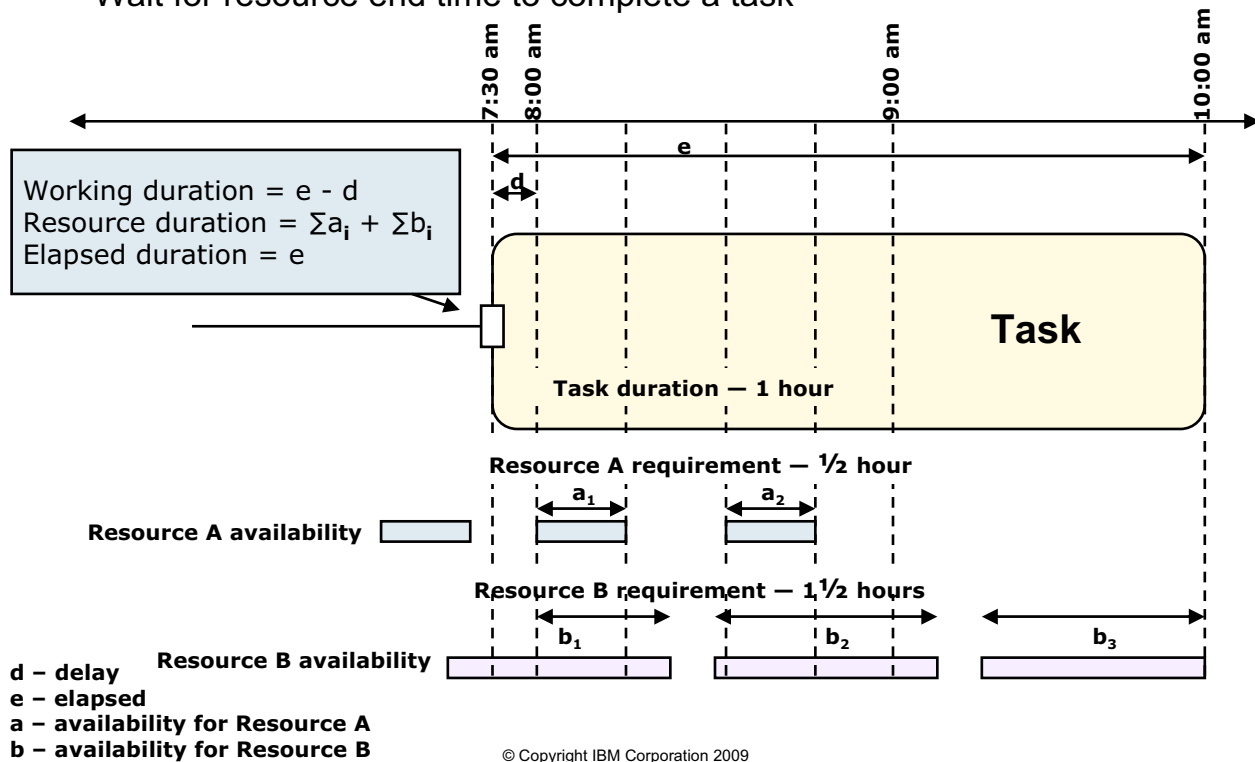 Wait for resource end time to complete a task
7:30 am
8:00 am
9:00 am
10:00 am
e
d
Working duration = e - d
Resource duration = ∑aᵢ + ∑bᵢ
Elapsed duration = e
Task
Task duration — 1 hour
Resource A requirement — ½ hour
a₁
a₂
Resource A availability
Resource B requirement — 1½ hours
b₁
b₂
b₃
Resource B availability
d – delay
e – elapsed
a – availability for Resource A
b – availability for Resource B
© Copyright IBM Corporation 2009